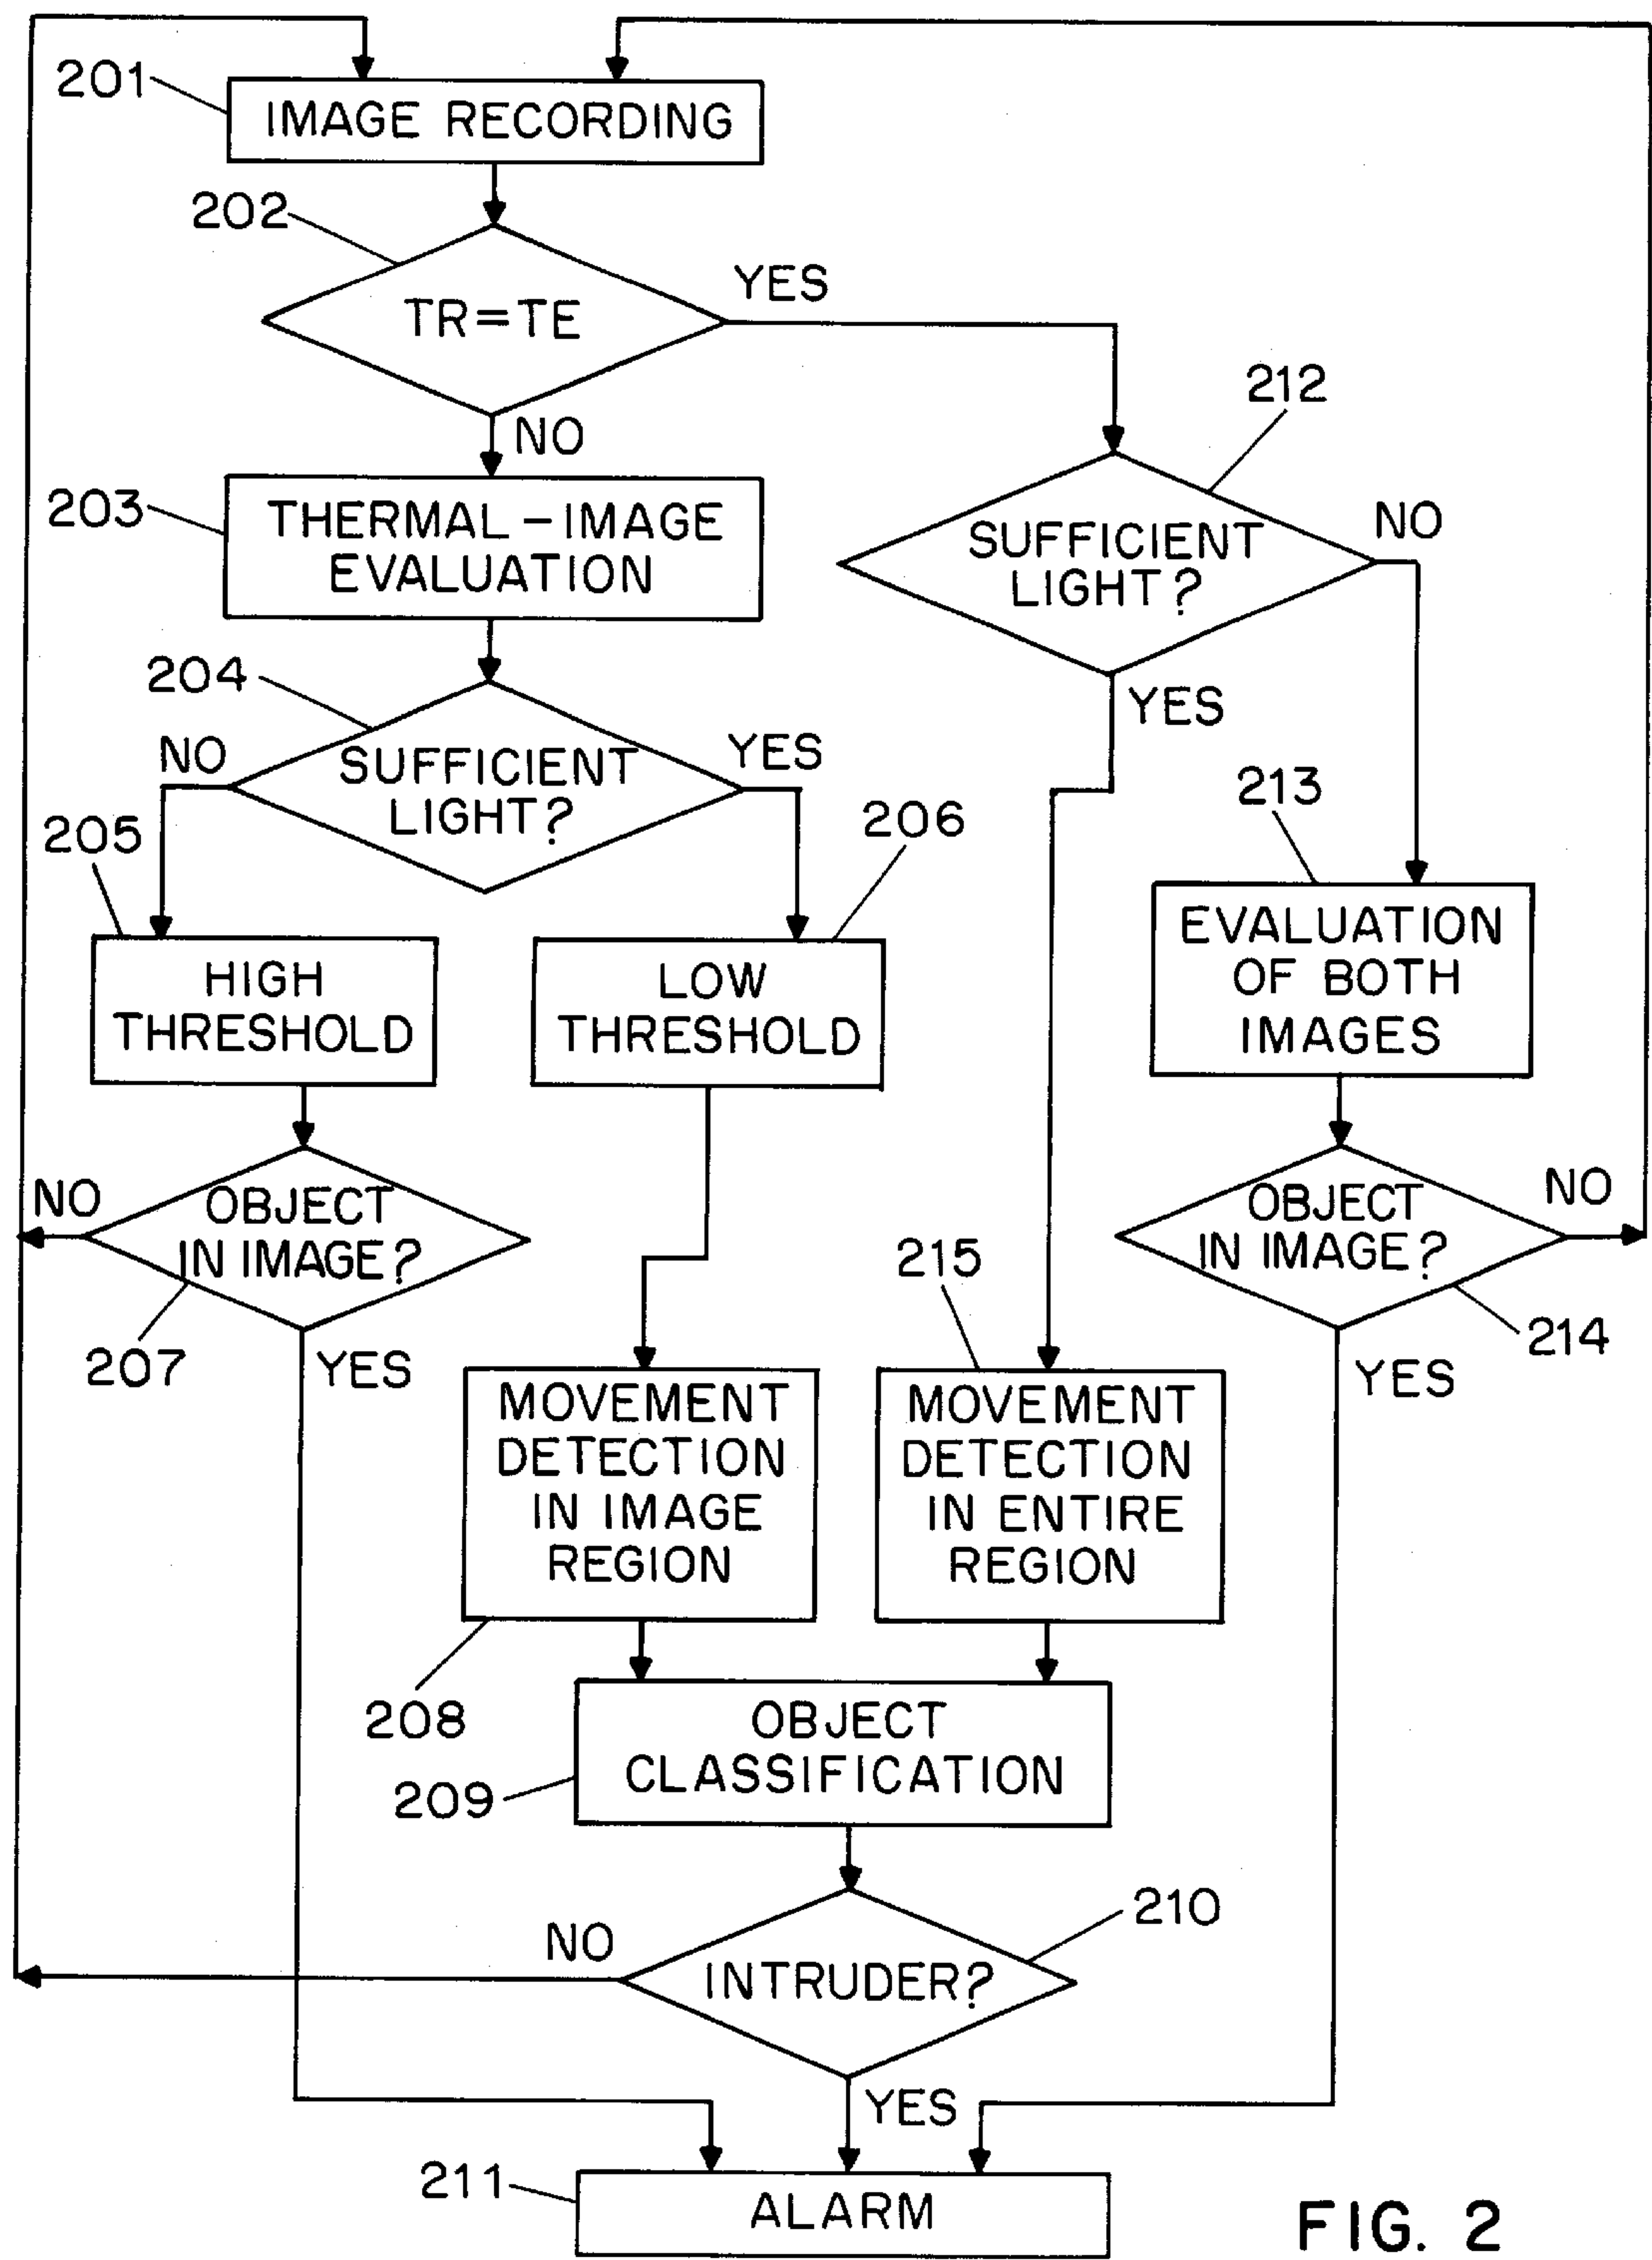 201
IMAGE RECORDING
202
TR=TE
YES
NO
212
203
THERMAL-IMAGE
EVALUATION
SUFFICIENT
LIGHT?
NO
YES
204
SUFFICIENT
LIGHT?
NO
YES
205
206
213
HIGH
THRESHOLD
LOW
THRESHOLD
EVALUATION
OF BOTH
IMAGES
NO
OBJECT
IN IMAGE?
207
YES
215
OBJECT
IN IMAGE?
NO
214
YES
MOVEMENT
DETECTION
IN IMAGE
REGION
208
MOVEMENT
DETECTION
IN ENTIRE
REGION
OBJECT
CLASSIFICATION
209
210
NO
INTRUDER?
YES
211
ALARM
FIG. 2